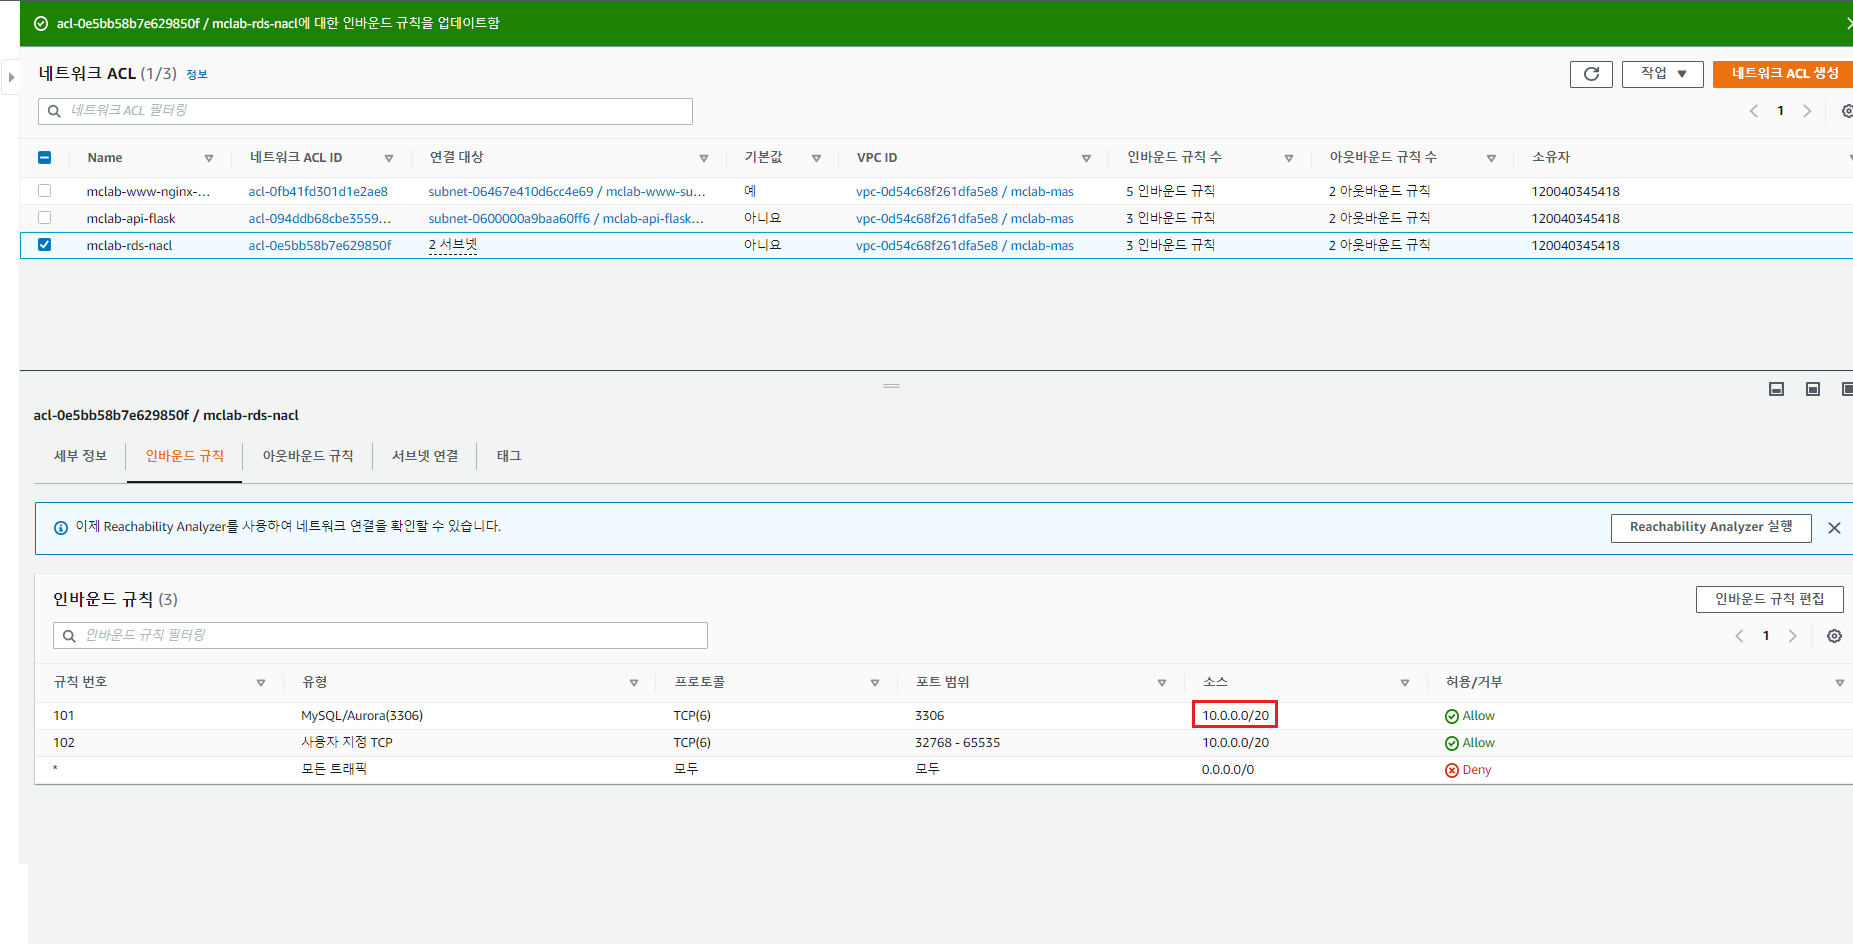 acl-0e5bb58b7e629850f / mclab-rds-nacl에 대한 인바운드 규칙을 업데이트함
네트워크 ACL (1/3) 정보
작업 네트워크 ACL 생성
네트워크 ACL 필터링
1
Name 네트워크 ACL ID 연결 대상 기본값 VPC ID 인바운드 규칙 수 아웃바운드 규칙 수 소유자
mclab-www-nginx-... acl-0fb41fd301d1e2ae8 subnet-06467e410d6cc4e69 / mclab-www-su... 예 vpc-0d54c68f261dfa5e8 / mclab-mas 5 인바운드 규칙 2 아웃바운드 규칙 120040345418
mclab-api-flask acl-094ddb68cbe3559... subnet-0600000a9baa60ff6 / mclab-api-flask... 아니요 vpc-0d54c68f261dfa5e8 / mclab-mas 3 인바운드 규칙 2 아웃바운드 규칙 120040345418
mclab-rds-nacl acl-0e5bb58b7e629850f 2 서브넷 아니요 vpc-0d54c68f261dfa5e8 / mclab-mas 3 인바운드 규칙 2 아웃바운드 규칙 120040345418
acl-0e5bb58b7e629850f / mclab-rds-nacl
세부 정보 인바운드 규칙 아웃바운드 규칙 서브넷 연결 태그
이제 Reachability Analyzer를 사용하여 네트워크 연결을 확인할 수 있습니다.
Reachability Analyzer 실행
인바운드 규칙 (3)
인바운드 규칙 편집
인바운드 규칙 필터링
1
규칙 번호 유형 프로토콜 포트 범위 소스 허용/거부
101 MySQL/Aurora(3306) TCP(6) 3306 10.0.0.0/20 Allow
102 사용자 지정 TCP TCP(6) 32768 - 65535 10.0.0.0/20 Allow
* 모든 트래픽 모두 모두 0.0.0.0/0 Deny